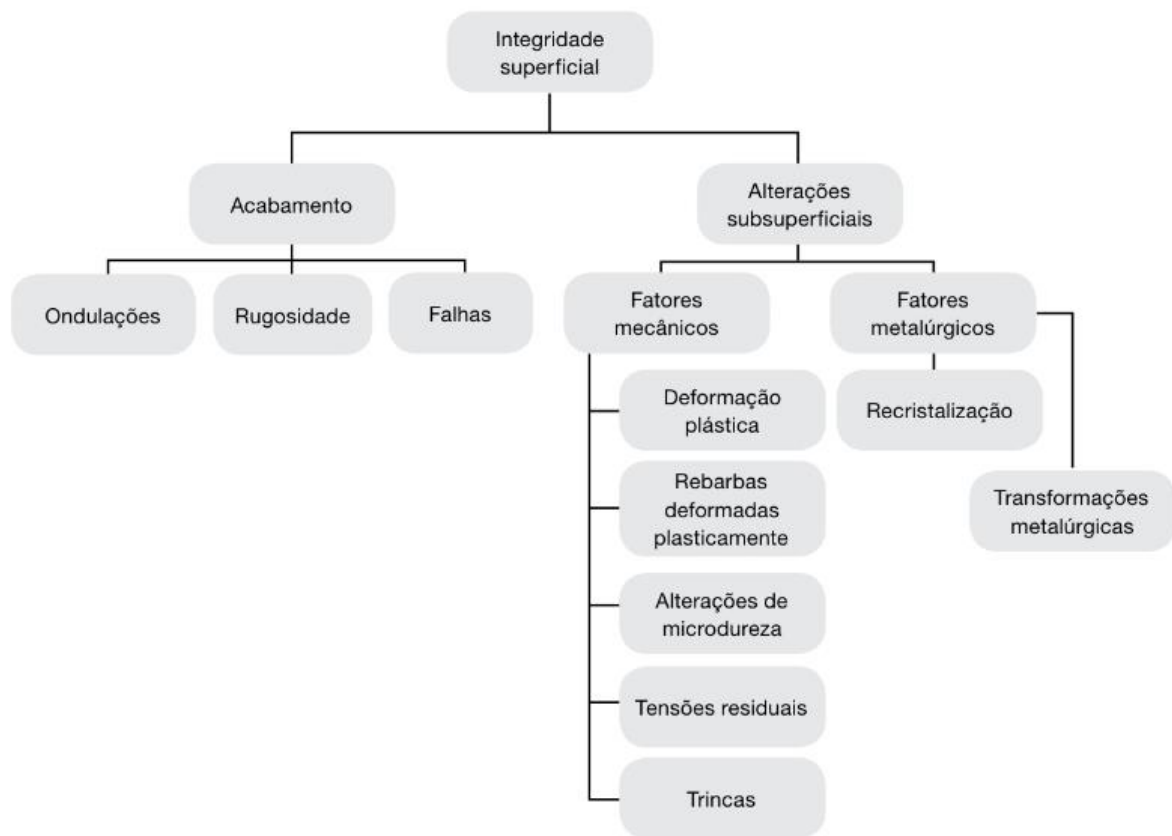 Integridade
superficial
Acabamento
Alterações
subsuperficiais
Ondulações
Rugosidade
Falhas
Fatores
mecânicos
Fatores
metalúrgicos
Deformação
plástica
Recristalização
Rebarbas
deformadas
plasticamente
Transformações
metalúrgicas
Alterações de
microdureza
Tensões residuais
Trincas